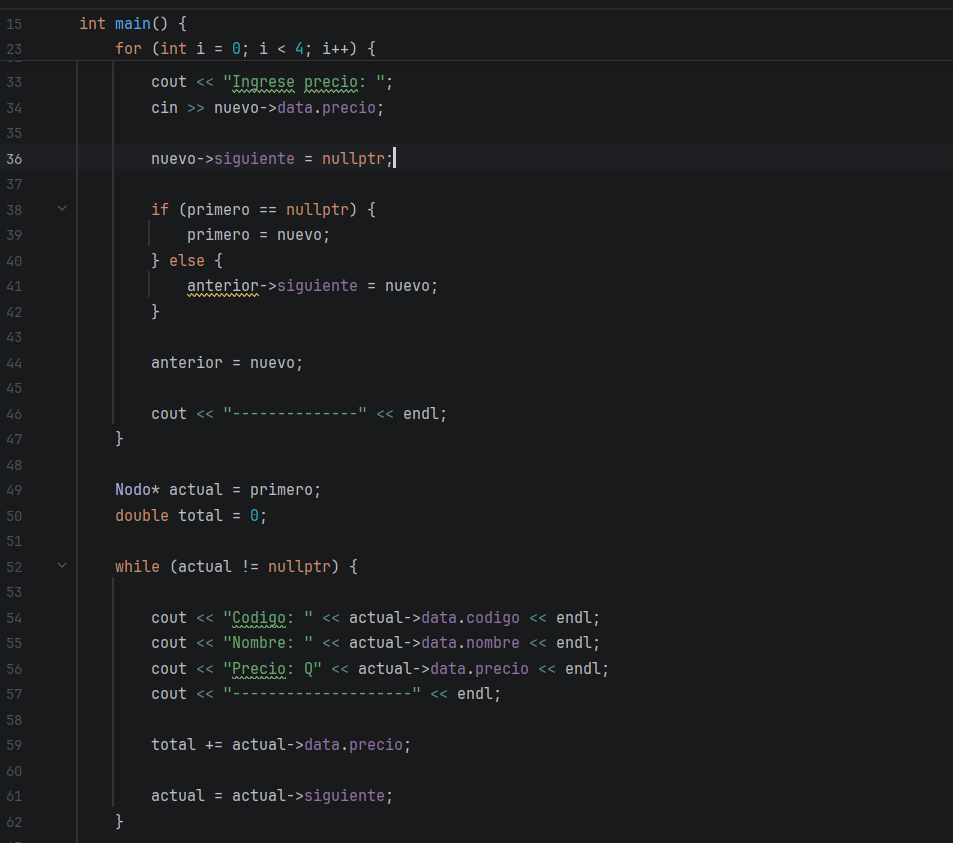 15 int main() {
23 for (int i = 0; i < 4; i++) {
33 cout << "Ingrese precio: ";
34 cin >> nuevo->data.precio;
35
36 nuevo->siguiente = nullptr;
37
38 if (primero == nullptr) {
39 primero = nuevo;
40 } else {
41 anterior->siguiente = nuevo;
42 }
43
44 anterior = nuevo;
45
46 cout << "--------------" << endl;
47 }
48
49 Nodo* actual = primero;
50 double total = 0;
51
52 while (actual != nullptr) {
53
54 cout << "Codigo: " << actual->data.codigo << endl;
55 cout << "Nombre: " << actual->data.nombre << endl;
56 cout << "Precio: Q" << actual->data.precio << endl;
57 cout << "--------------------" << endl;
58
59 total += actual->data.precio;
60
61 actual = actual->siguiente;
62 }